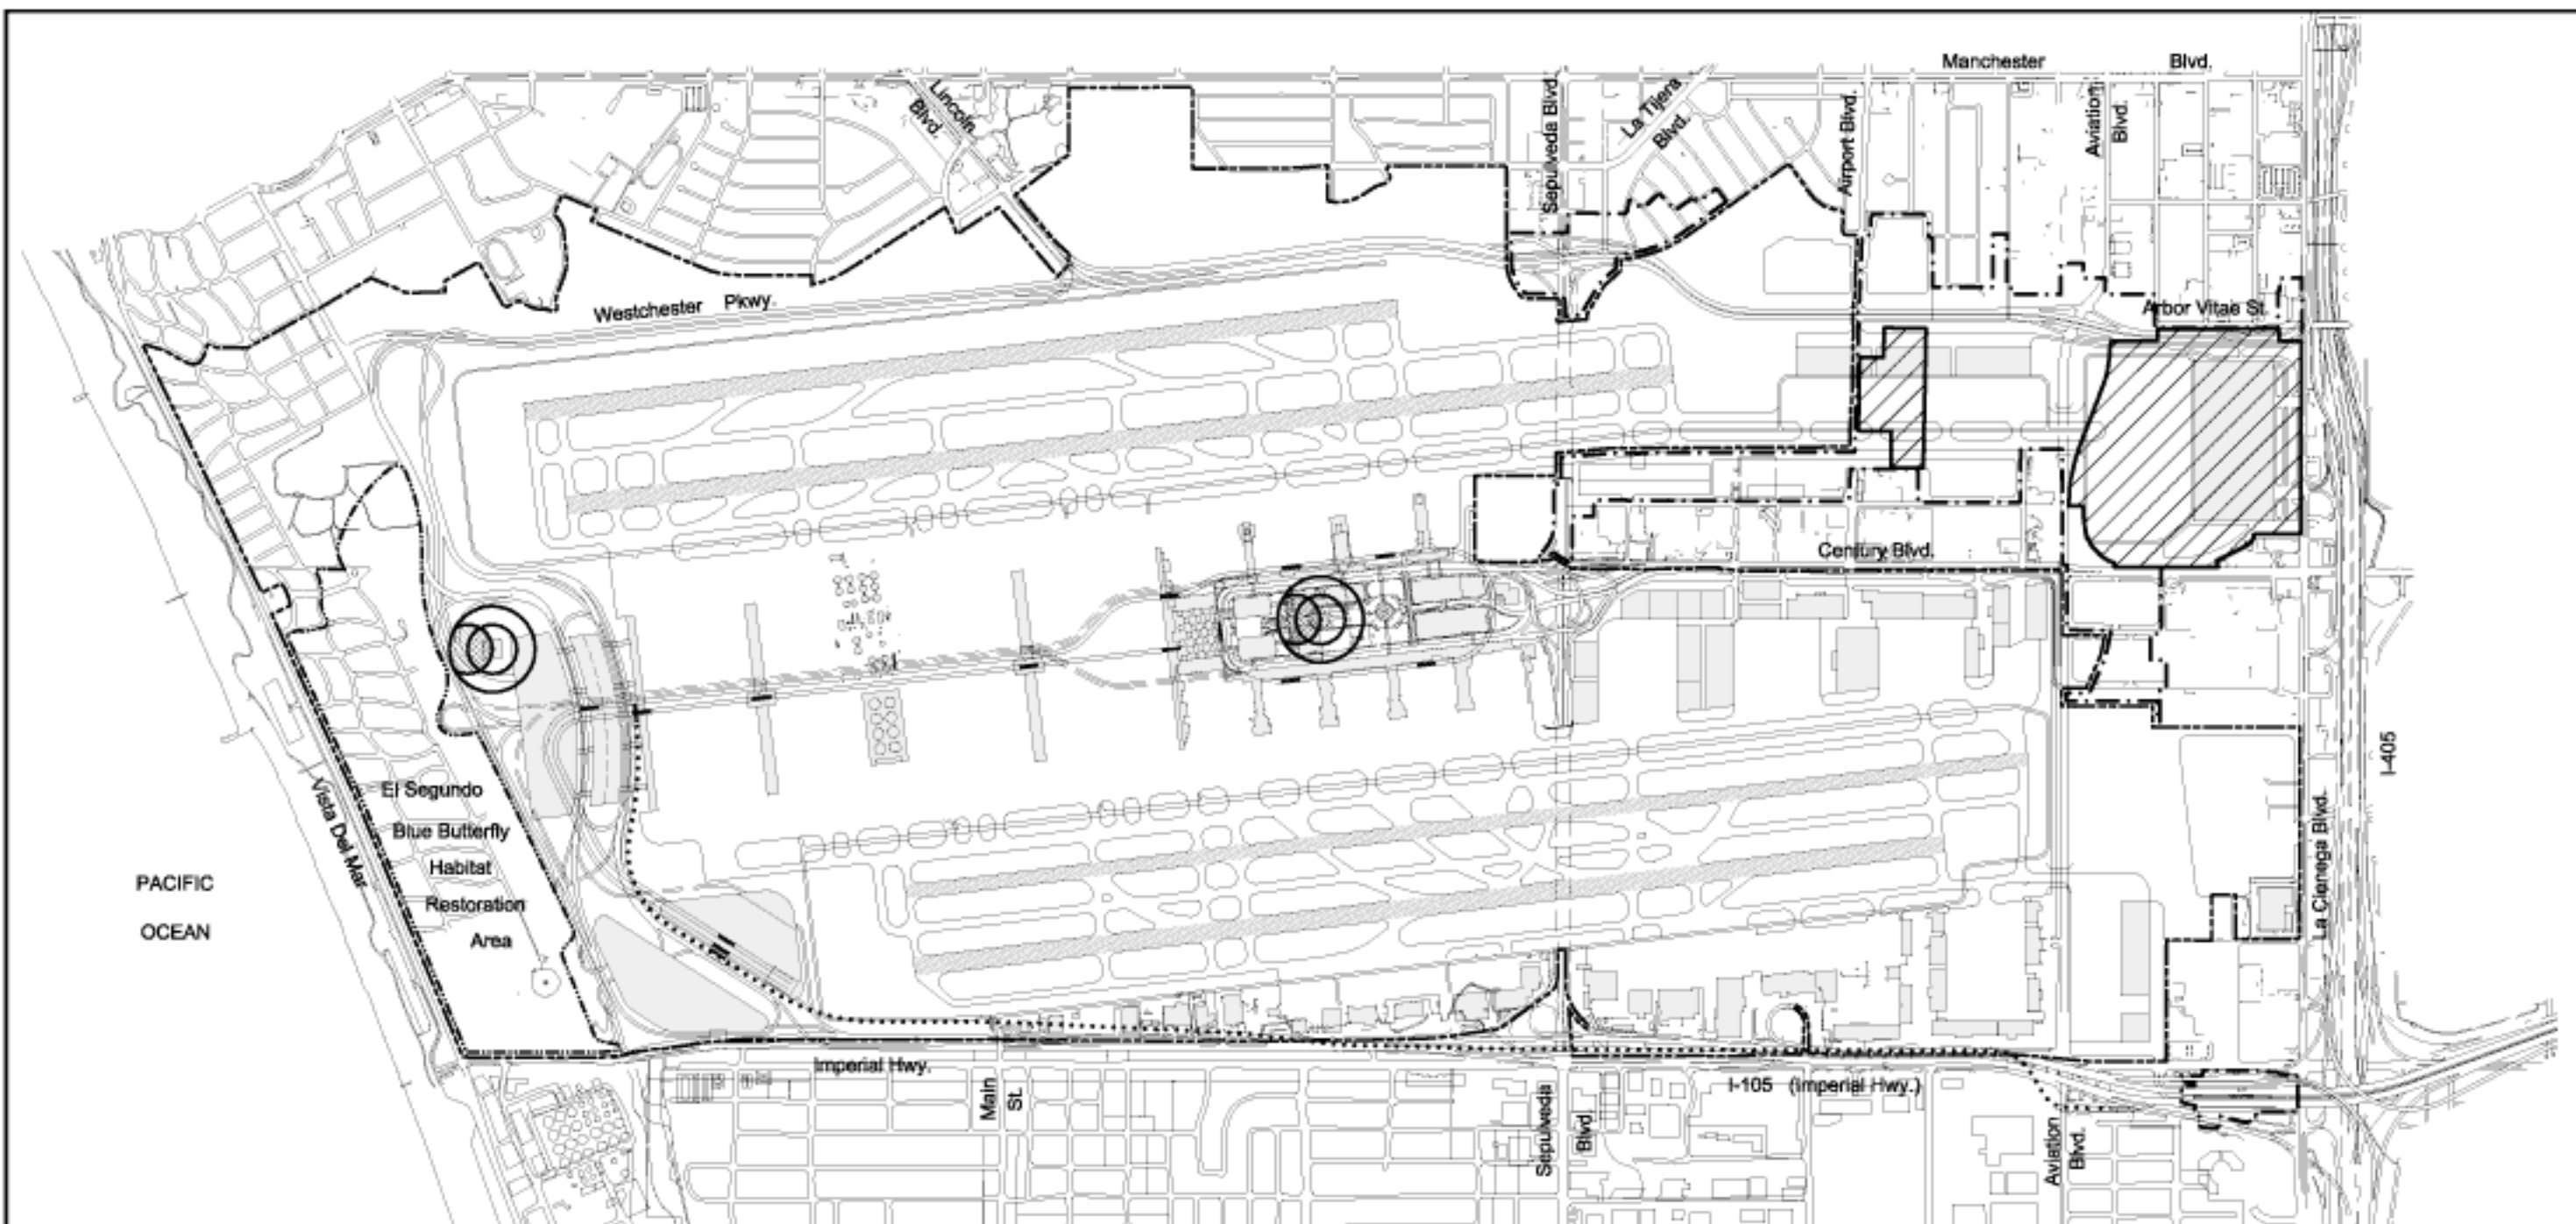 Manchester Blvd.
Lincoln
Blvd.
Sepulveda Blvd.
La Tijera
Blvd.
Airport Blvd.
Aviation
Blvd.
Westchester Pkwy.
Arbor Vitae St.
Century Blvd.
I-405
Vista Del Mar
El Segundo
Blue Butterfly
Habitat
Restoration
Area
La Cienega Blvd.
PACIFIC
OCEAN
Imperial Hwy.
Main
St.
Sepulveda
Blvd.
I-105 (Imperial Hwy.)
Aviation
Blvd.